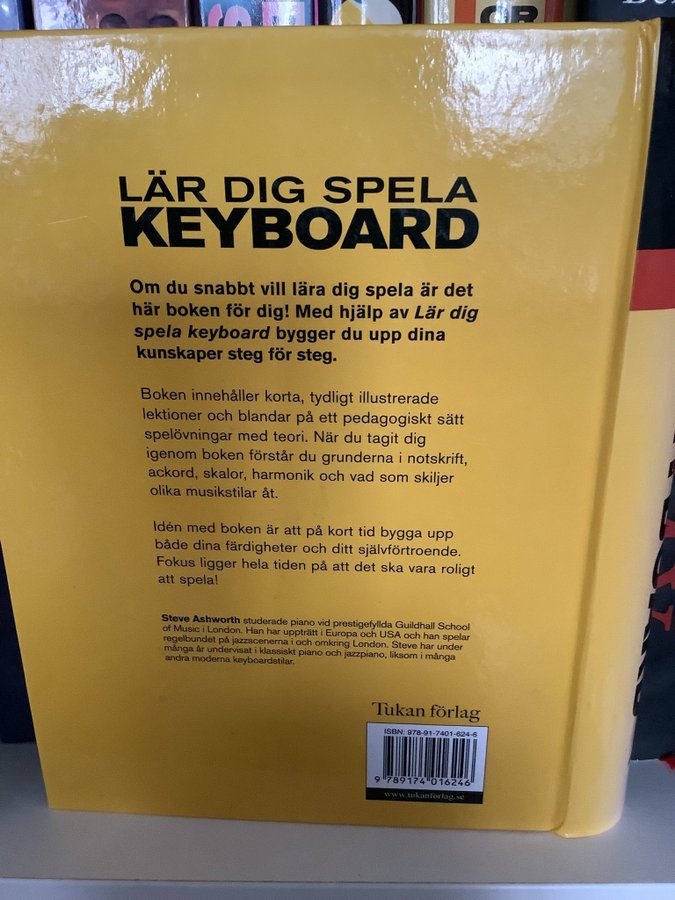 LÄR DIG SPELA
KEYBOARD
Om du snabbt vill lära dig spela är det
här boken för dig! Med hjälp av Lär dig
spela keyboard bygger du upp dina
kunskaper steg för steg.
Boken innehåller korta, tydligt illustrerade
lektioner och blandar på ett pedagogiskt sätt
spelövningar med teori. När du tagit dig
igenom boken förstår du grunderna i notskrift,
ackord, skalor, harmonik och vad som skiljer
olika musikstilar åt.
Idén med boken är att på kort tid bygga upp
både dina färdigheter och ditt självförtroende.
Fokus ligger hela tiden på att det ska vara roligt
att spela!
Steve Ashworth studerade piano vid prestigefyllda Guildhall School
of Music i London. Han har uppträtt i Europa och USA och han spelar
regelbundet på jazzscenerna i och omkring London. Steve har under
många år undervisat i klassiskt piano och jazzpiano, liksom i många
andra moderna keyboardstilar.
Tukan förlag
ISBN: 978-91-7401-624-6
9 789174 016246
www.tukanforlag.se